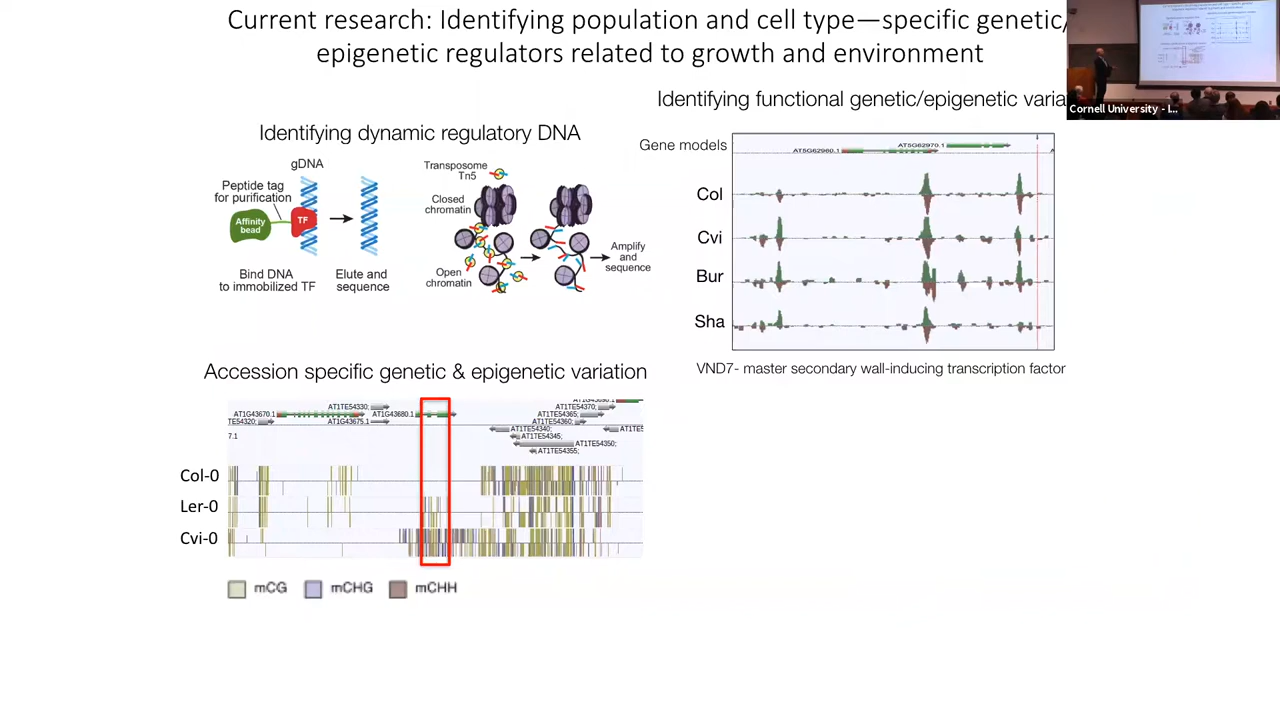 Current research: Identifying population and cell type—specific genetic/
epigenetic regulators related to growth and environment
Cornell University - I...
Identifying dynamic regulatory DNA
gDNA
Peptide tag
for purification
Affinity
bead
TF
Bind DNA
to immobilized TF
Elute and
sequence
Transposome
Tn5
Closed
chromatin
Open
chromatin
Amplify
and
sequence
Identifying functional genetic/epigenetic varia
Gene models
AT5G62960.1
AT5G62970.1
Col
Cvi
Bur
Sha
VND7- master secondary wall-inducing transcription factor
Accession specific genetic & epigenetic variation
AT1TE54330;
AT1G43670.1
AT1G43680.1
TE54320;
AT1G43675.1
7.1
AT1TE54370;
AT1TE54365;
AT1TE54360;
AT1TE54340;
AT1TE5
AT1TE54345;
AT1TE54350;
AT1TE54355;
Col-0
Ler-0
Cvi-0
mCG mCHG mCHH